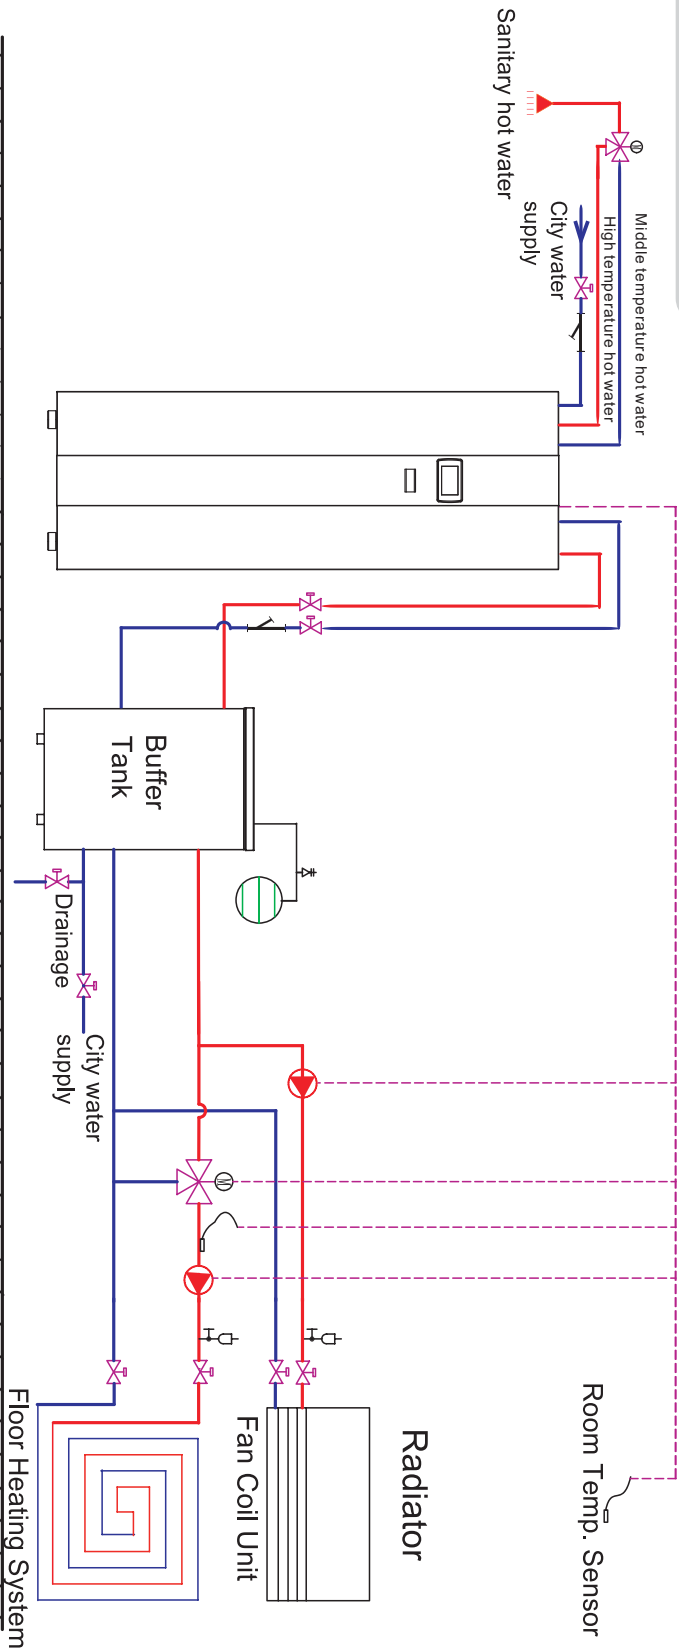 Sanitary hot water
City water
supply
Middle temperature hot water
High temperature hot water
Buffer
Tank
Drainage
City water
supply
Room Temp. Sensor
Radiator
Fan Coil Unit
Floor Heating System